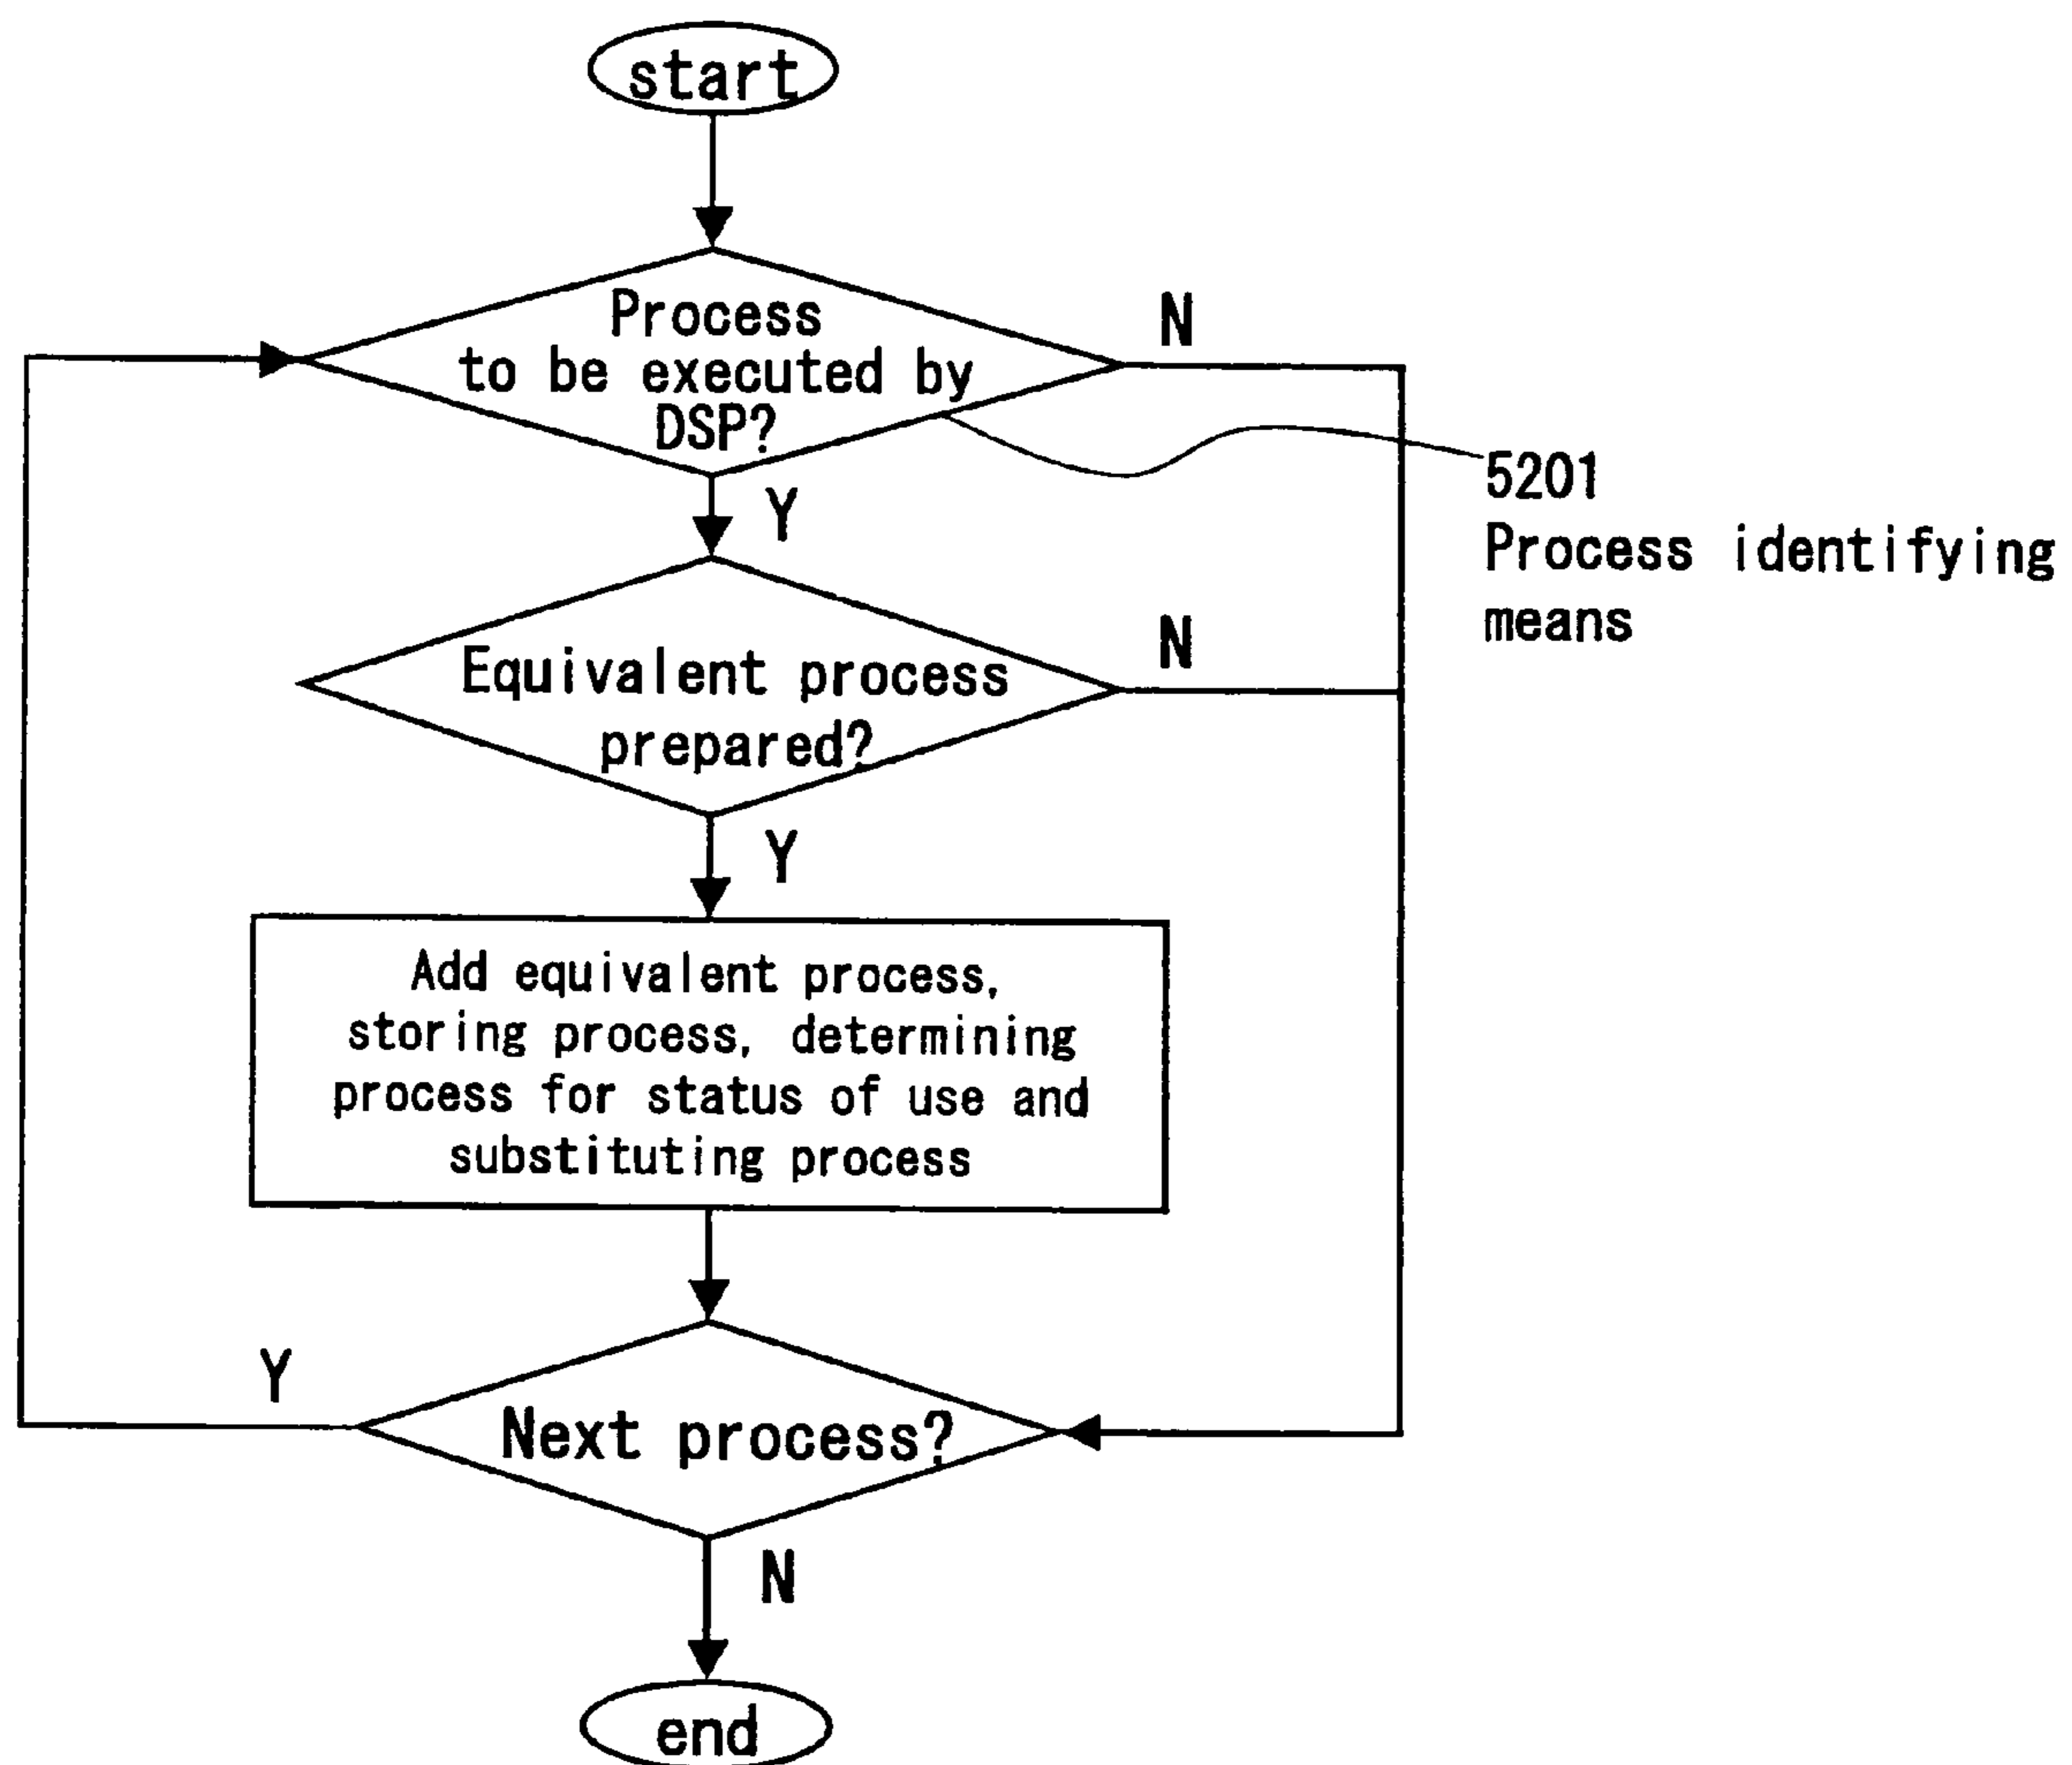 start
Process
to be executed by
DSP?
N
Y
5201
Process identifying
means
Equivalent process
prepared?
N
Y
Add equivalent process,
storing process, determining
process for status of use and
substituting process
Y
Next process?
N
end